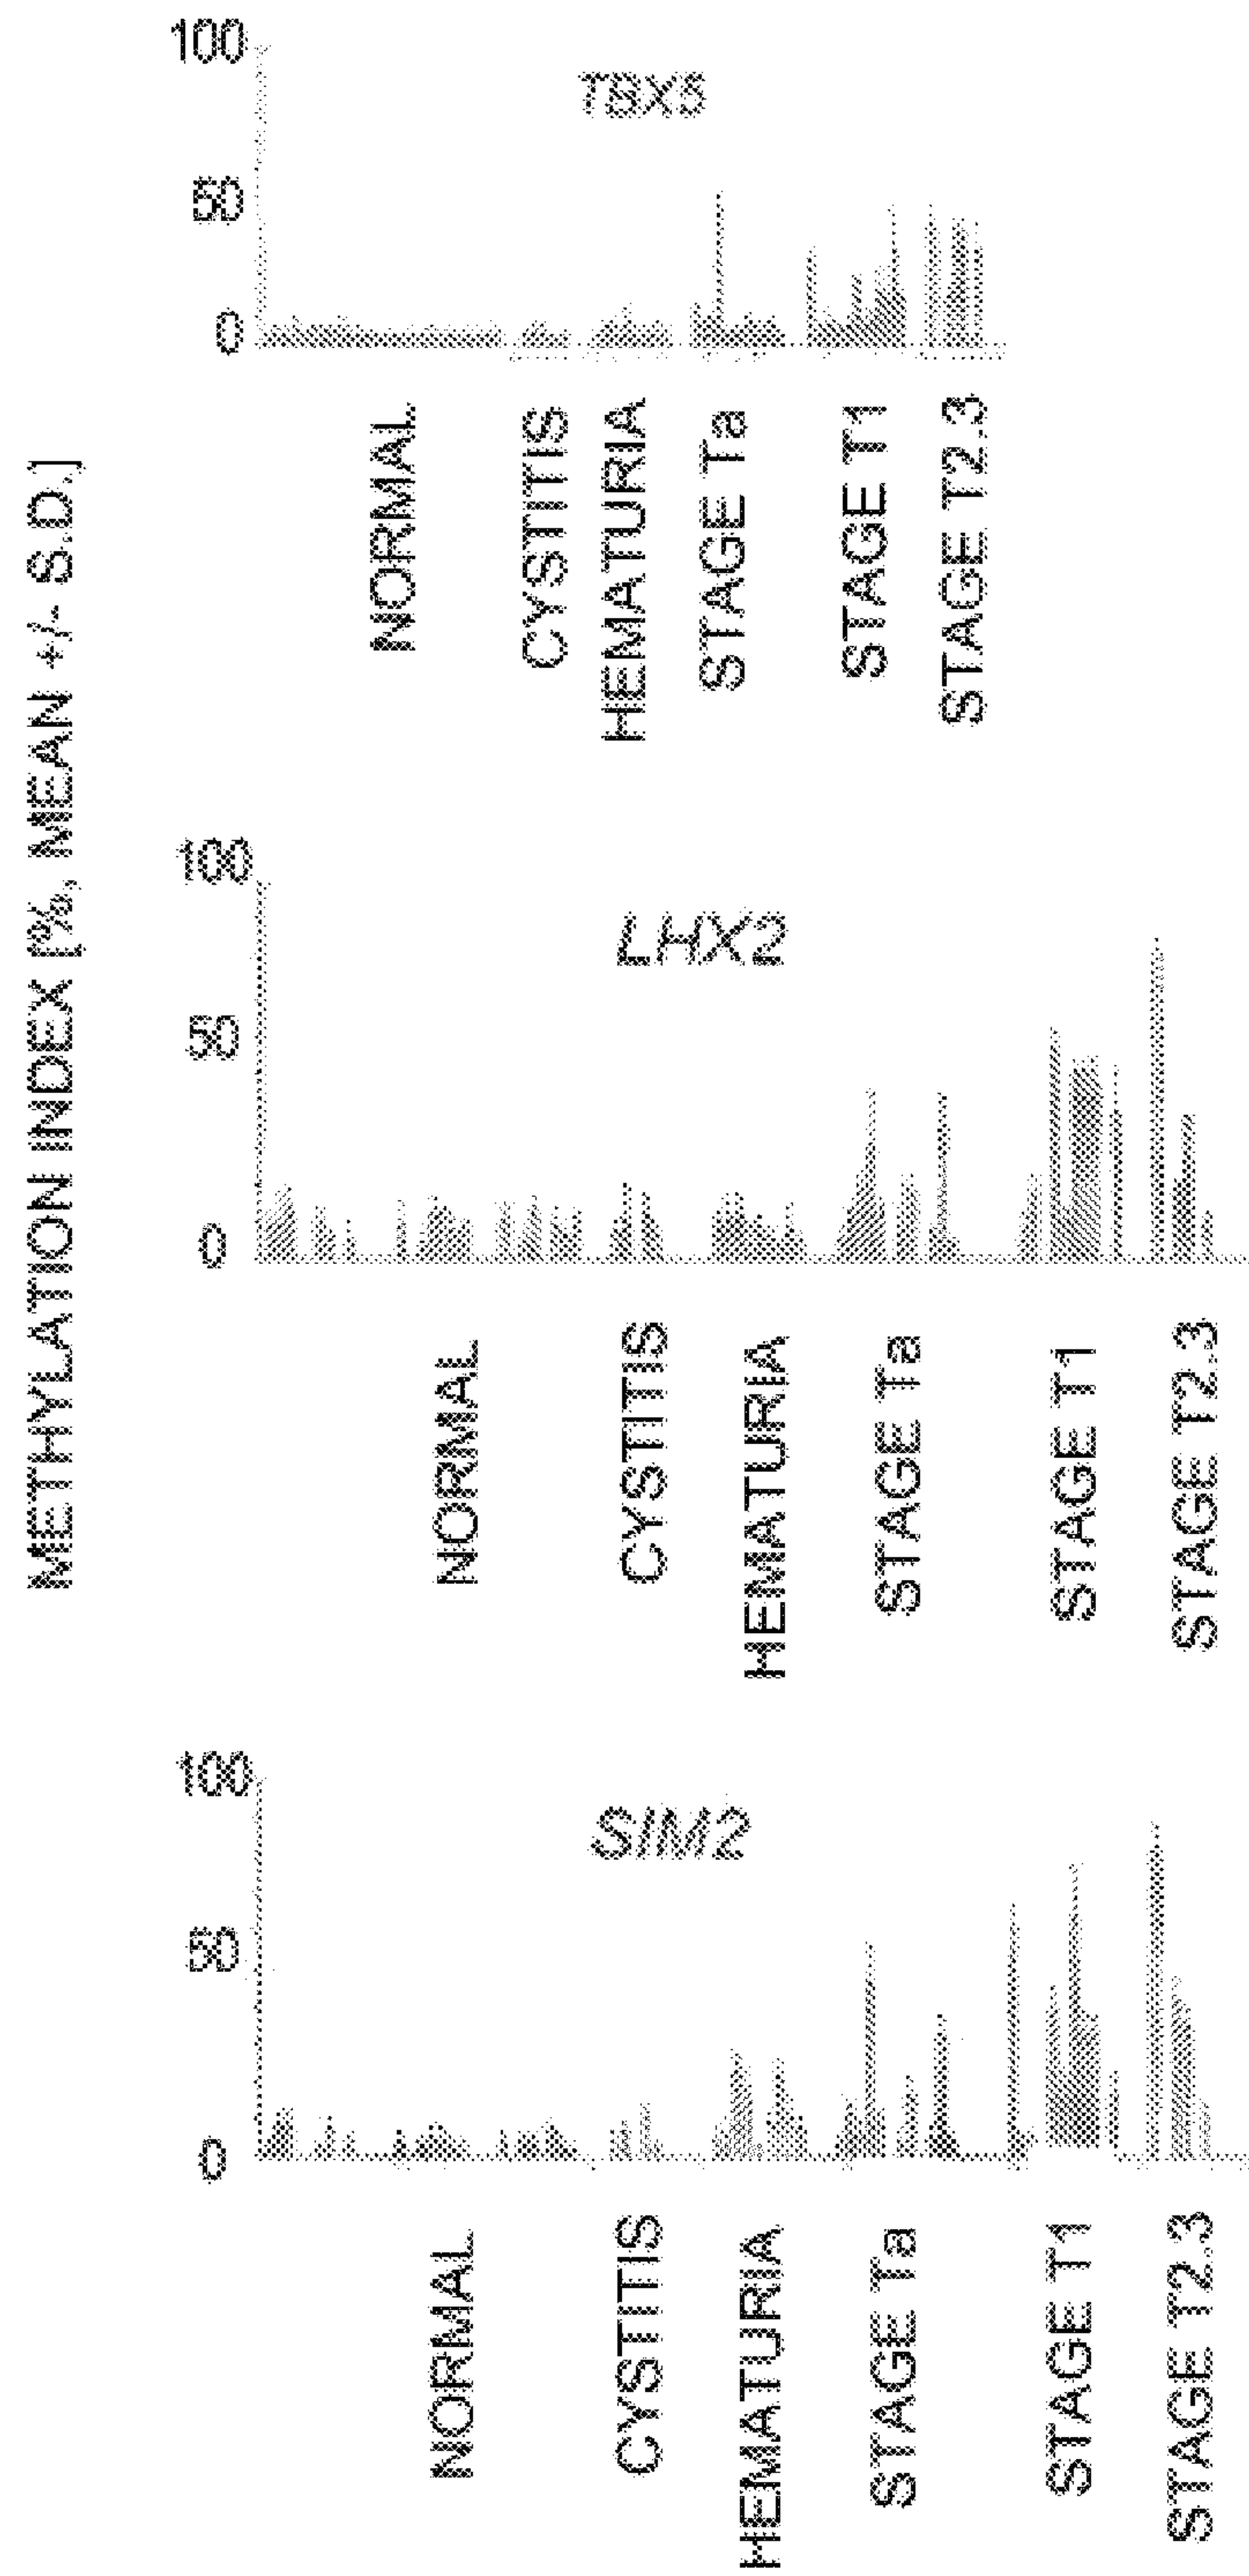 METHYLATION INDEX [%, MEAN +/- S.D.]
100
TBX5
50
0
NORMAL
CYSTITIS
HEMATURIA
STAGE Ta
STAGE T1
STAGE T2.3
100
LHX2
50
0
NORMAL
CYSTITIS
HEMATURIA
STAGE Ta
STAGE T1
STAGE T2.3
100
SIM2
50
0
NORMAL
CYSTITIS
HEMATURIA
STAGE Ta
STAGE T1
STAGE T2.3